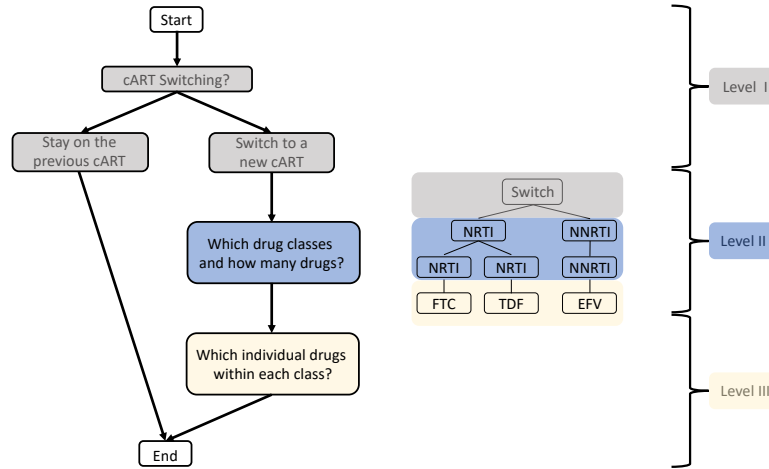 Start
cART Switching?
Stay on the
previous cART
Switch to a
new cART
Which drug classes
and how many drugs?
Which individual drugs
within each class?
End
Switch
NRTI NNRTI
NRTI NRTI NNRTI
FTC TDF EFV
Level I
Level II
Level III